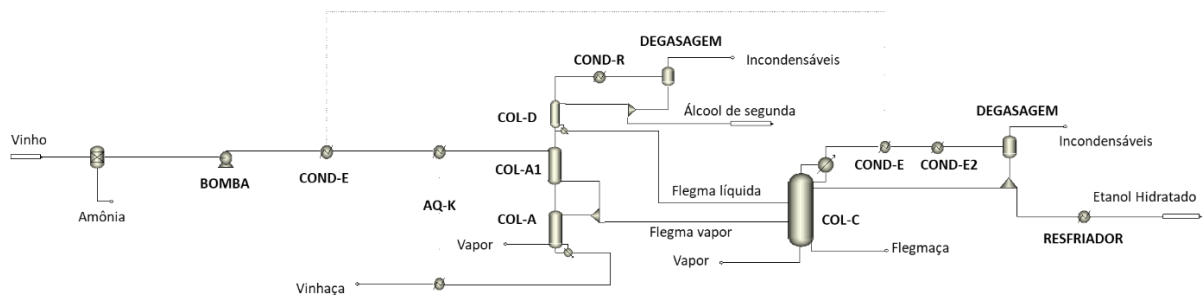 DEGASAGEM
COND-R
Incondensáveis
COL-D
Álcool de segunda
DEGASAGEM
Incondensáveis
Vinho
BOMBA
COND-E
COL-A1
COND-E
COND-E2
Amônia
AQ-K
COL-A
Flegma líquida
Flegma vapor
COL-C
Etanol Hidratado
RESFRIADOR
Vapor
Vapor
Flegmaça
Vinhaça